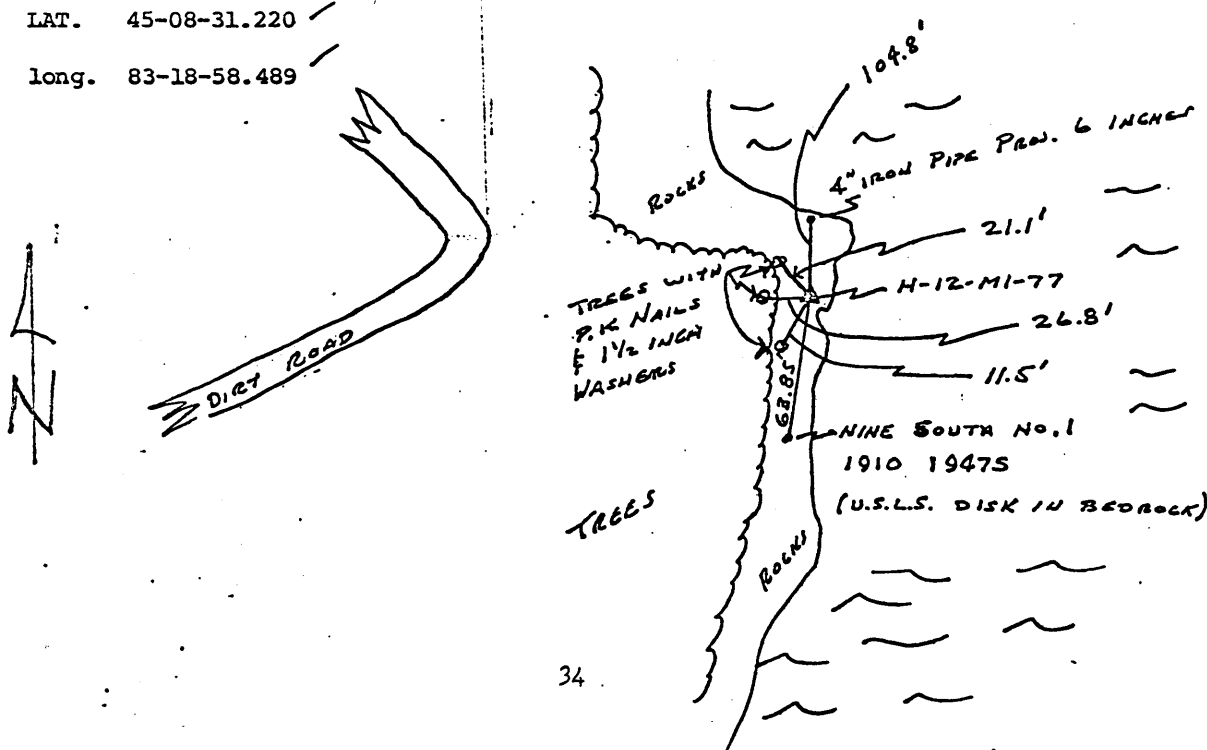 LAT. 45-08-31.220
long. 83-18-58.489
104.8'
4" IRON PIPE PROJ. 6 INCHES
ROCKS
21.1'
TREES WITH
P.K NAILS
& 1½ INCH
WASHERS
H-12-MI-77
26.8'
11.5'
DIRT ROAD
N
63.85
NINE SOUTH NO.1
1910 1947S
(U.S.L.S. DISK IN BEDROCK)
TREES
ROCKS
34